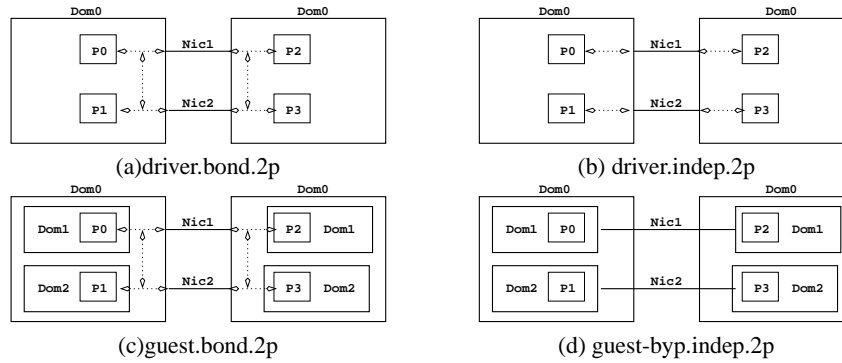 Dom0 Dom0 Dom0 Dom0
P0 Nic1 P2 P0 Nic1 P2
P1 Nic2 P3 P1 Nic2 P3
(a)driver.bond.2p (b) driver.indep.2p
Dom0 Dom0 Dom0 Dom0
Dom1 P0 Nic1 P2 Dom1 Dom1 P0 Nic1 P2 Dom1
Dom2 P1 Nic2 P3 Dom2 Dom2 P1 Nic2 P3 Dom2
(c)guest.bond.2p (d) guest-byp.indep.2p